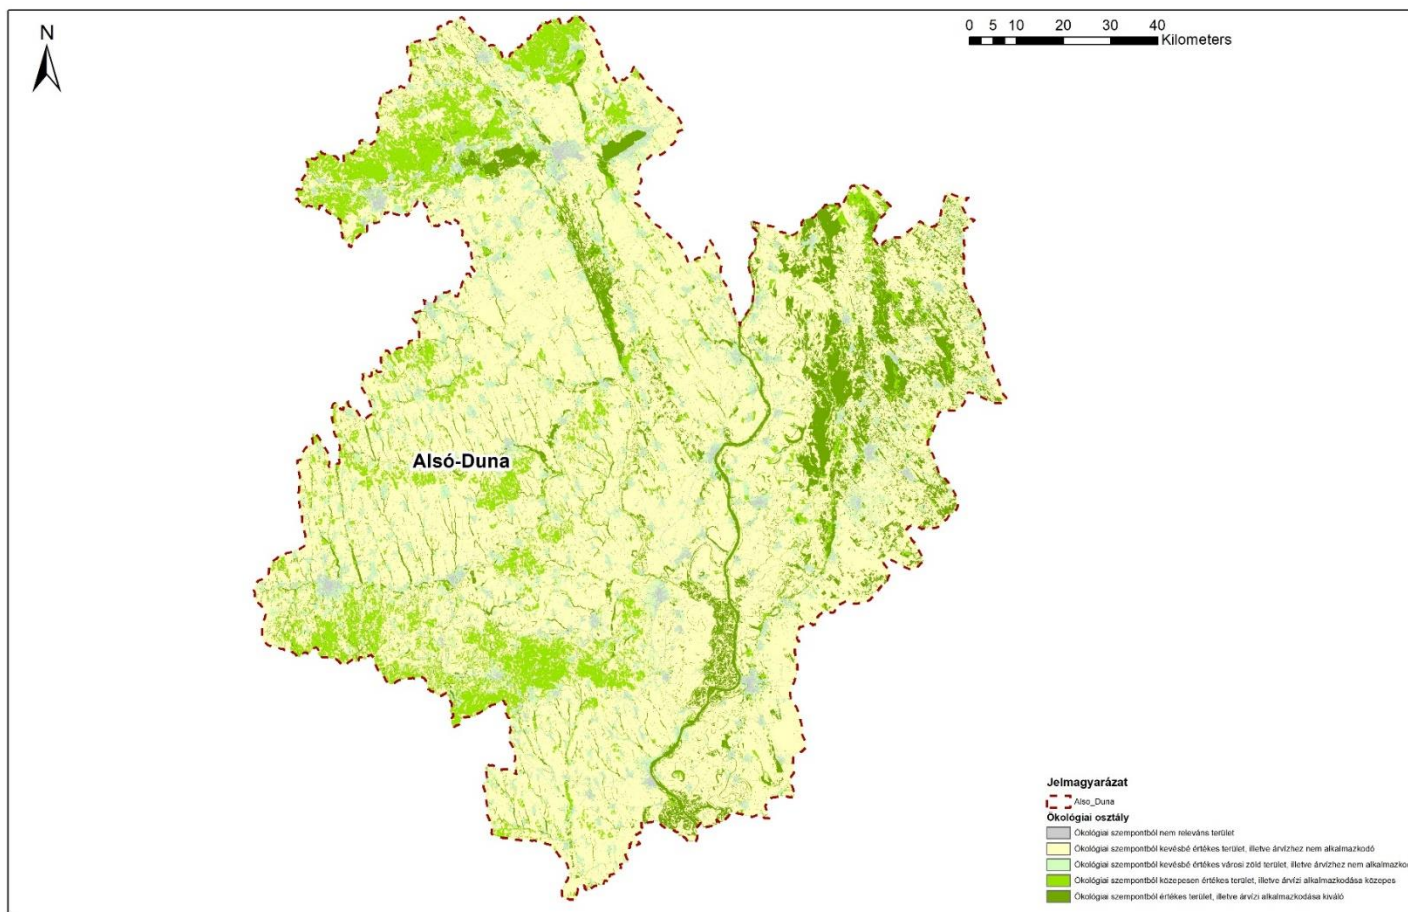 N
0 5 10 20 30 40
Kilometers
Alsó-Duna
Jelmagyarázat
Also_Duna
Ökológiai osztály
Ökológiai szempontból nem releváns terület
Ökológiai szempontból kevésbé értékes terület, illetve árvízhez nem alkalmazkodó
Ökológiai szempontból kevésbé értékes városi zöld terület, illetve árvízhez nem alkalmazko
Ökológiai szempontból közepesen értékes terület, illetve árvízi alkalmazkodása közepes
Ökológiai szempontból értékes terület, illetve árvízi alkalmazkodása kiváló